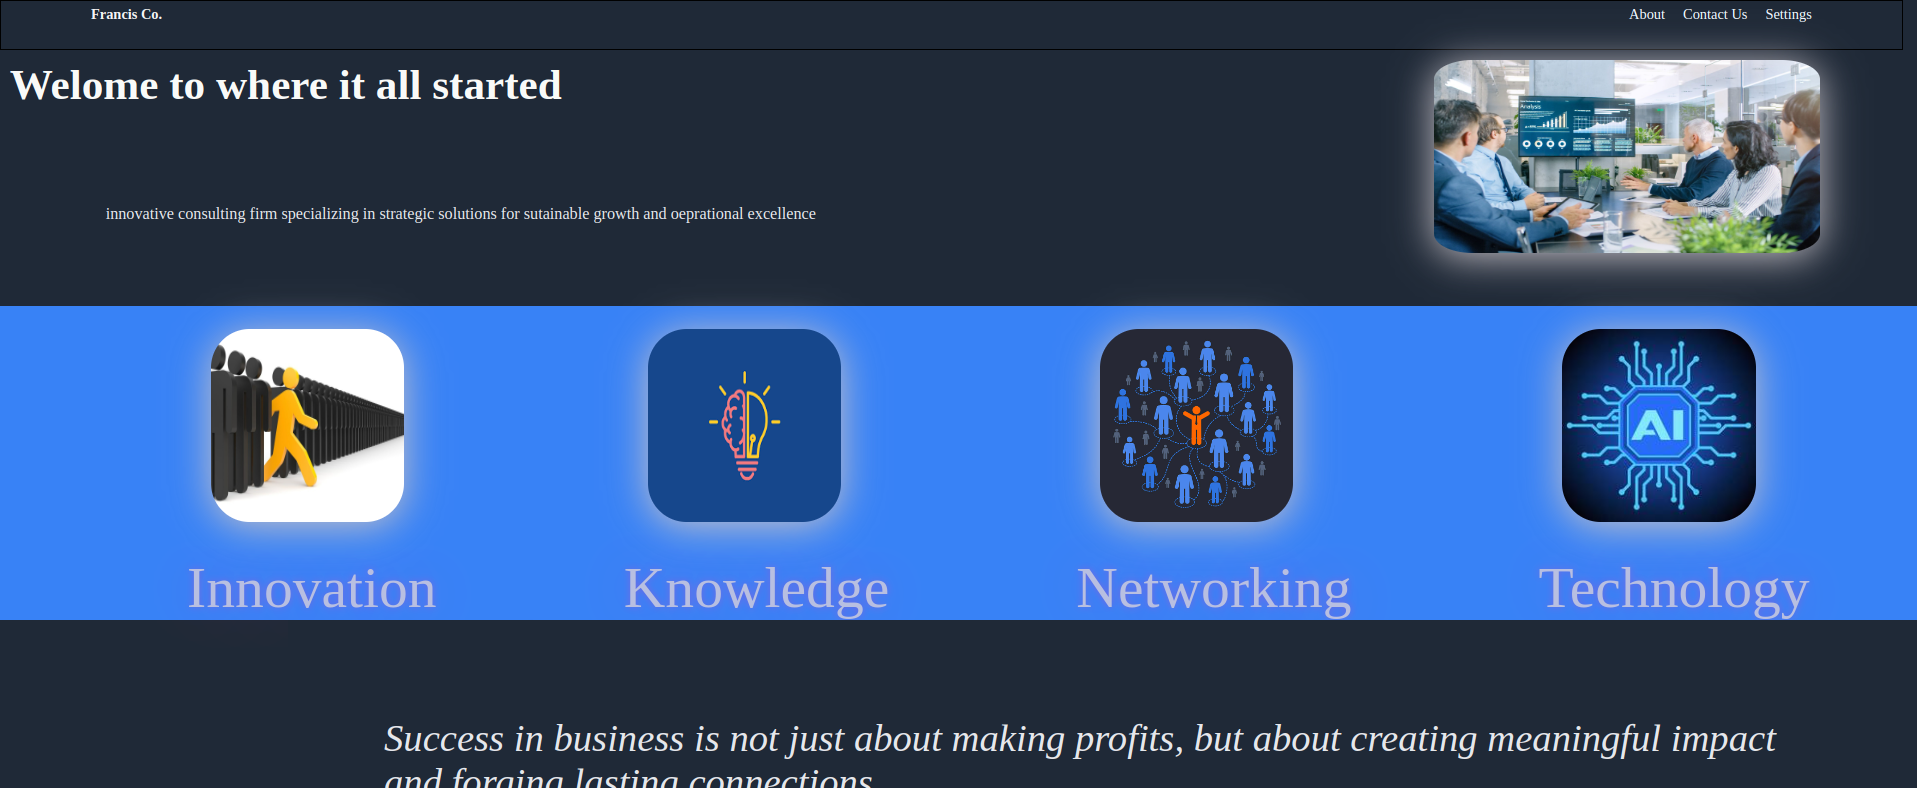 Francis Co.
About Contact Us Settings
Welome to where it all started
Analysis
innovative consulting firm specializing in strategic solutions for sutainable growth and oeprational excellence
AI
Innovation Knowledge Networking Technology
Success in business is not just about making profits, but about creating meaningful impact
and forging lasting connections